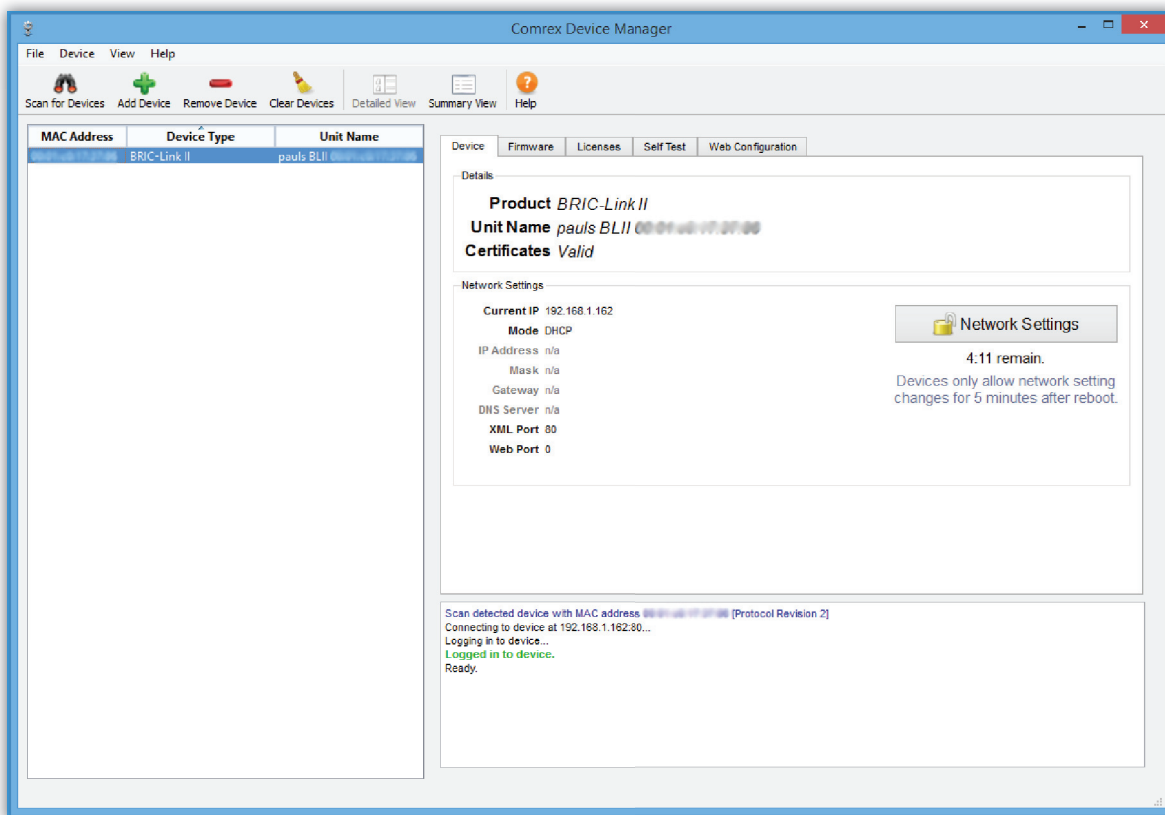 Comrex Device Manager
File Device View Help
Scan for Devices Add Device Remove Device Clear Devices Detailed View Summary View Help
MAC Address Device Type Unit Name
BRIC-Link II pauls BLII
Device Firmware Licenses Self Test Web Configuration
Details
Product BRIC-Link II
Unit Name pauls BLII
Certificates Valid
Network Settings
Current IP 192.168.1.162
Mode DHCP
IP Address n/a
Mask n/a
Gateway n/a
DNS Server n/a
XML Port 80
Web Port 0
Network Settings
4:11 remain.
Devices only allow network setting
changes for 5 minutes after reboot.
Scan detected device with MAC address [Protocol Revision 2]
Connecting to device at 192.168.1.162:80...
Logging in to device...
Logged in to device.
Ready.